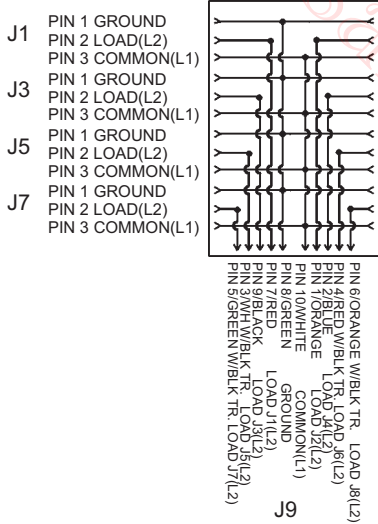 J1
PIN 1 GROUND
PIN 2 LOAD(L2)
PIN 3 COMMON(L1)
J3
PIN 1 GROUND
PIN 2 LOAD(L2)
PIN 3 COMMON(L1)
J5
PIN 1 GROUND
PIN 2 LOAD(L2)
PIN 3 COMMON(L1)
J7
PIN 1 GROUND
PIN 2 LOAD(L2)
PIN 3 COMMON(L1)
PIN 5/GREEN W/BLK TR. LOAD J7(L2)
PIN 3/WH W/BLK TR. LOAD J5(L2)
PIN 9/BLACK LOAD J3(L2)
PIN 7/RED LOAD J1(L2)
PIN 8/GREEN GROUND
PIN 10/WHITE COMMON(L1)
PIN 1/ORANGE LOAD J2(L2)
PIN 2/BLUE LOAD J4(L2)
PIN 4/RED W/BLK TR. LOAD J6(L2)
PIN 6/ORANGE W/BLK TR. LOAD J8(L2)
J9